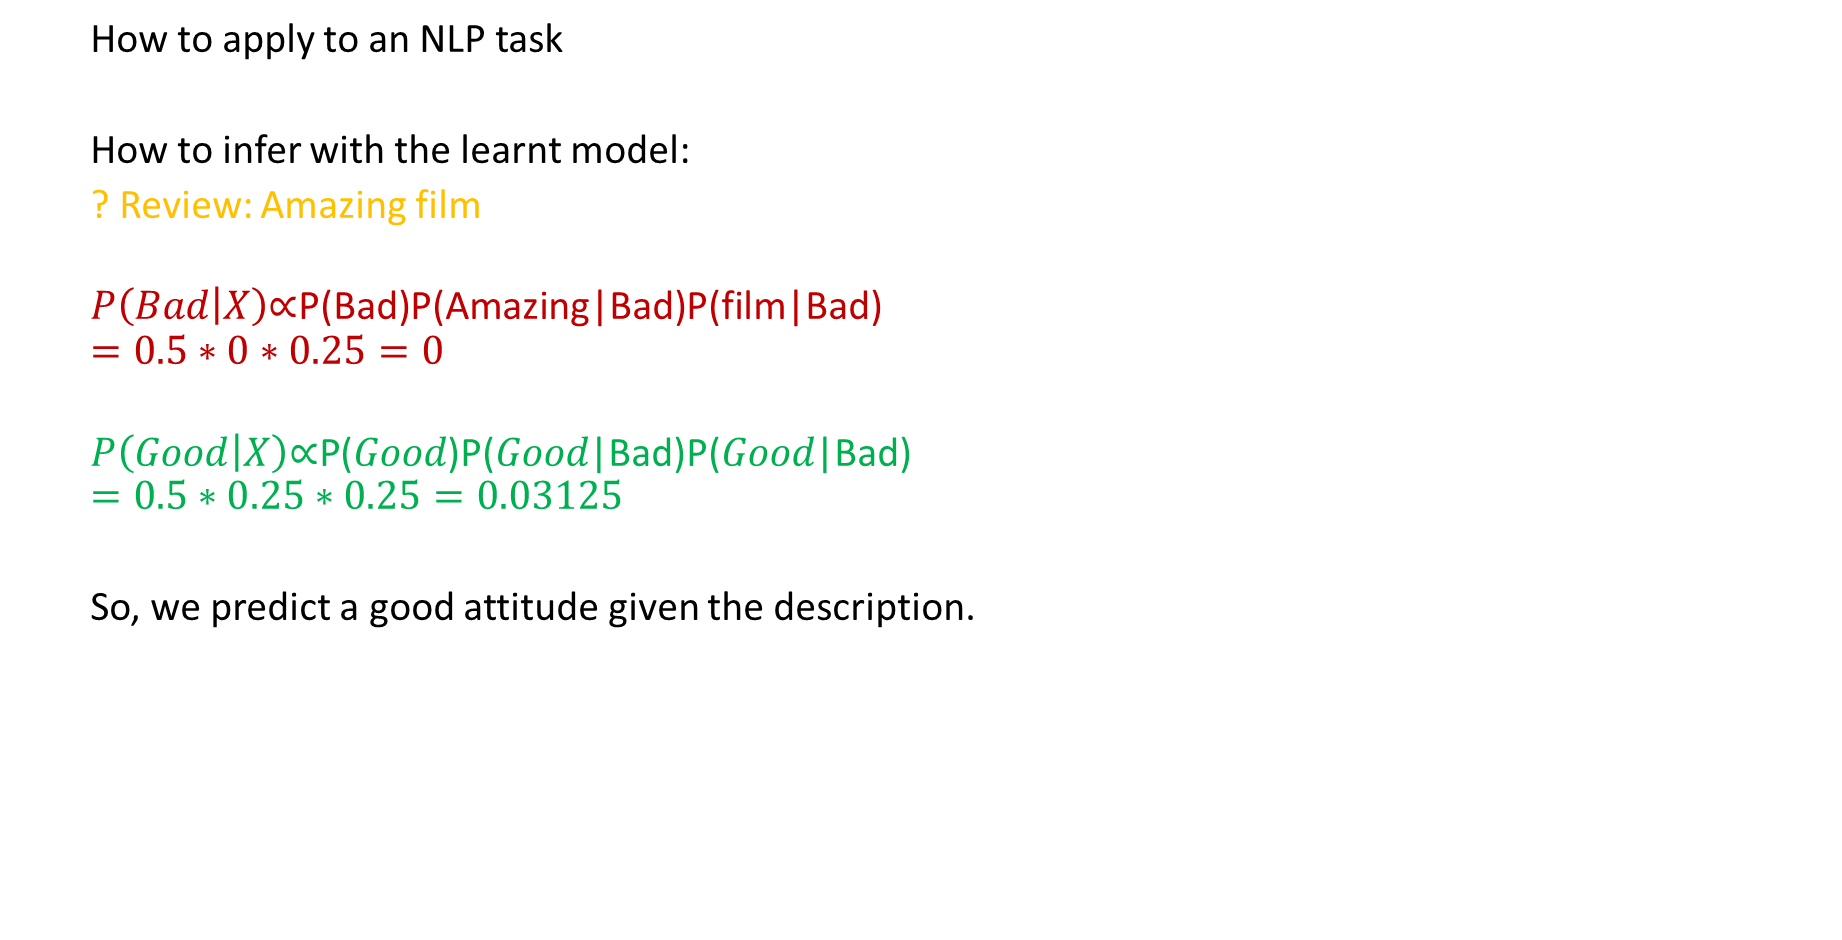 How to apply to an NLP task
How to infer with the learnt model:
? Review: Amazing film
P(Bad|X)∝P(Bad)P(Amazing|Bad)P(film|Bad)
= 0.5 ∗ 0 ∗ 0.25 = 0
P(Good|X)∝P(Good)P(Good|Bad)P(Good|Bad)
= 0.5 ∗ 0.25 ∗ 0.25 = 0.03125
So, we predict a good attitude given the description.